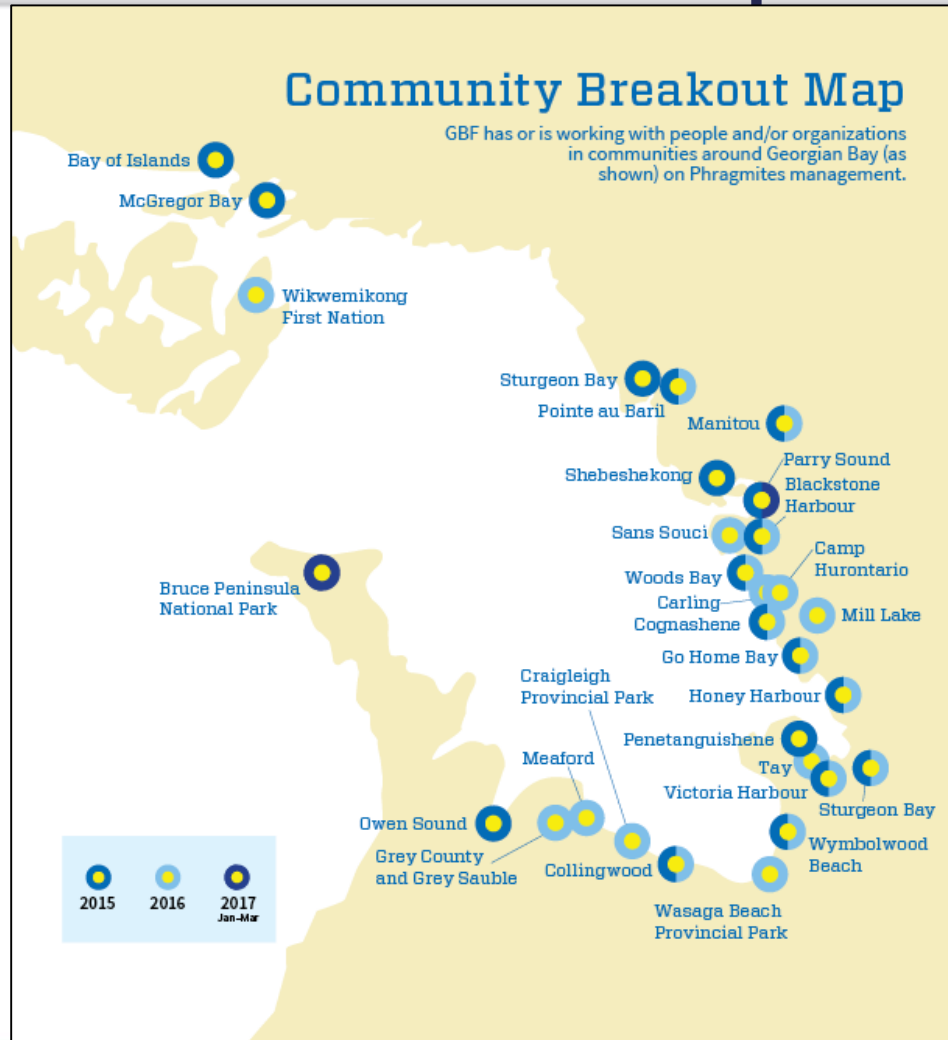 Community Breakout Map
GBF has or is working with people and/or organizations
in communities around Georgian Bay (as
shown) on Phragmites management.
Bay of Islands
McGregor Bay
Wikwemikong
First Nation
Sturgeon Bay
Pointe au Baril
Manitou
Parry Sound
Shebeshekong
Blackstone
Harbour
Sans Souci
Camp
Hurontario
Woods Bay
Bruce Peninsula
National Park
Carling
Cognashene
Mill Lake
Go Home Bay
Craigleigh
Provincial Park
Honey Harbour
Penetanguishene
Meaford
Tay
Victoria Harbour
Sturgeon Bay
Owen Sound
Wymbolwood
Beach
Grey County
and Grey Sauble
Collingwood
Wasaga Beach
Provincial Park
2015
2016
2017
Jan-Mar